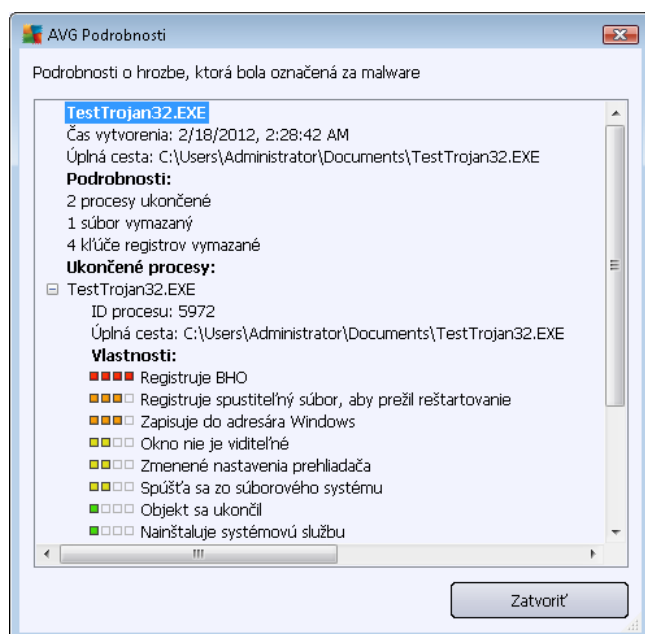 AVG Podrobnosti
Podrobnosti o hrozbe, ktorá bola označená za malware
TestTrojan32.EXE
Čas vytvorenia: 2/18/2012, 2:28:42 AM
Úplná cesta: C:\Users\Administrator\Documents\TestTrojan32.EXE
Podrobnosti:
2 procesy ukončené
1 súbor vymazaný
4 kľúče registrov vymazané
Ukončené procesy:
TestTrojan32.EXE
ID procesu: 5972
Úplná cesta: C:\Users\Administrator\Documents\TestTrojan32.EXE
Vlastnosti:
Registruje BHO
Registruje spustiteľný súbor, aby prežil reštartovanie
Zapisuje do adresára Windows
Okno nie je viditeľné
Zmenené nastavenia prehliadača
Spúšťa sa zo súborového systému
Objekt sa ukončil
Nainštaluje systémovú službu
Zatvoriť